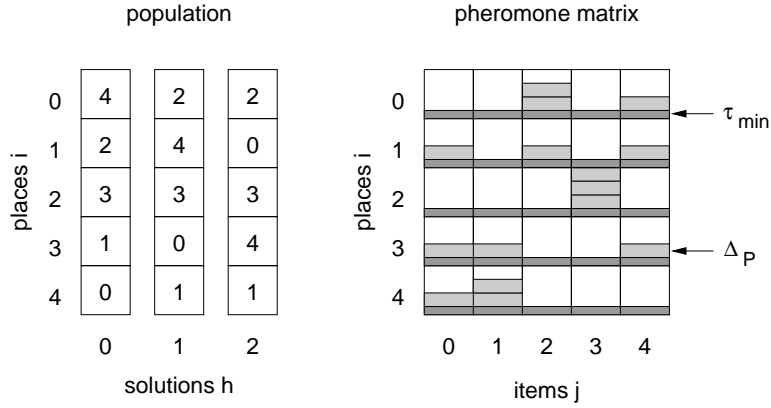 population
pheromone matrix
places i
0 4 2 2
1 2 4 0
2 3 3 3
3 1 0 4
4 0 1 1
0 1 2
solutions h
places i
0
1
2
3
4
τ min
Δ P
0 1 2 3 4
items j